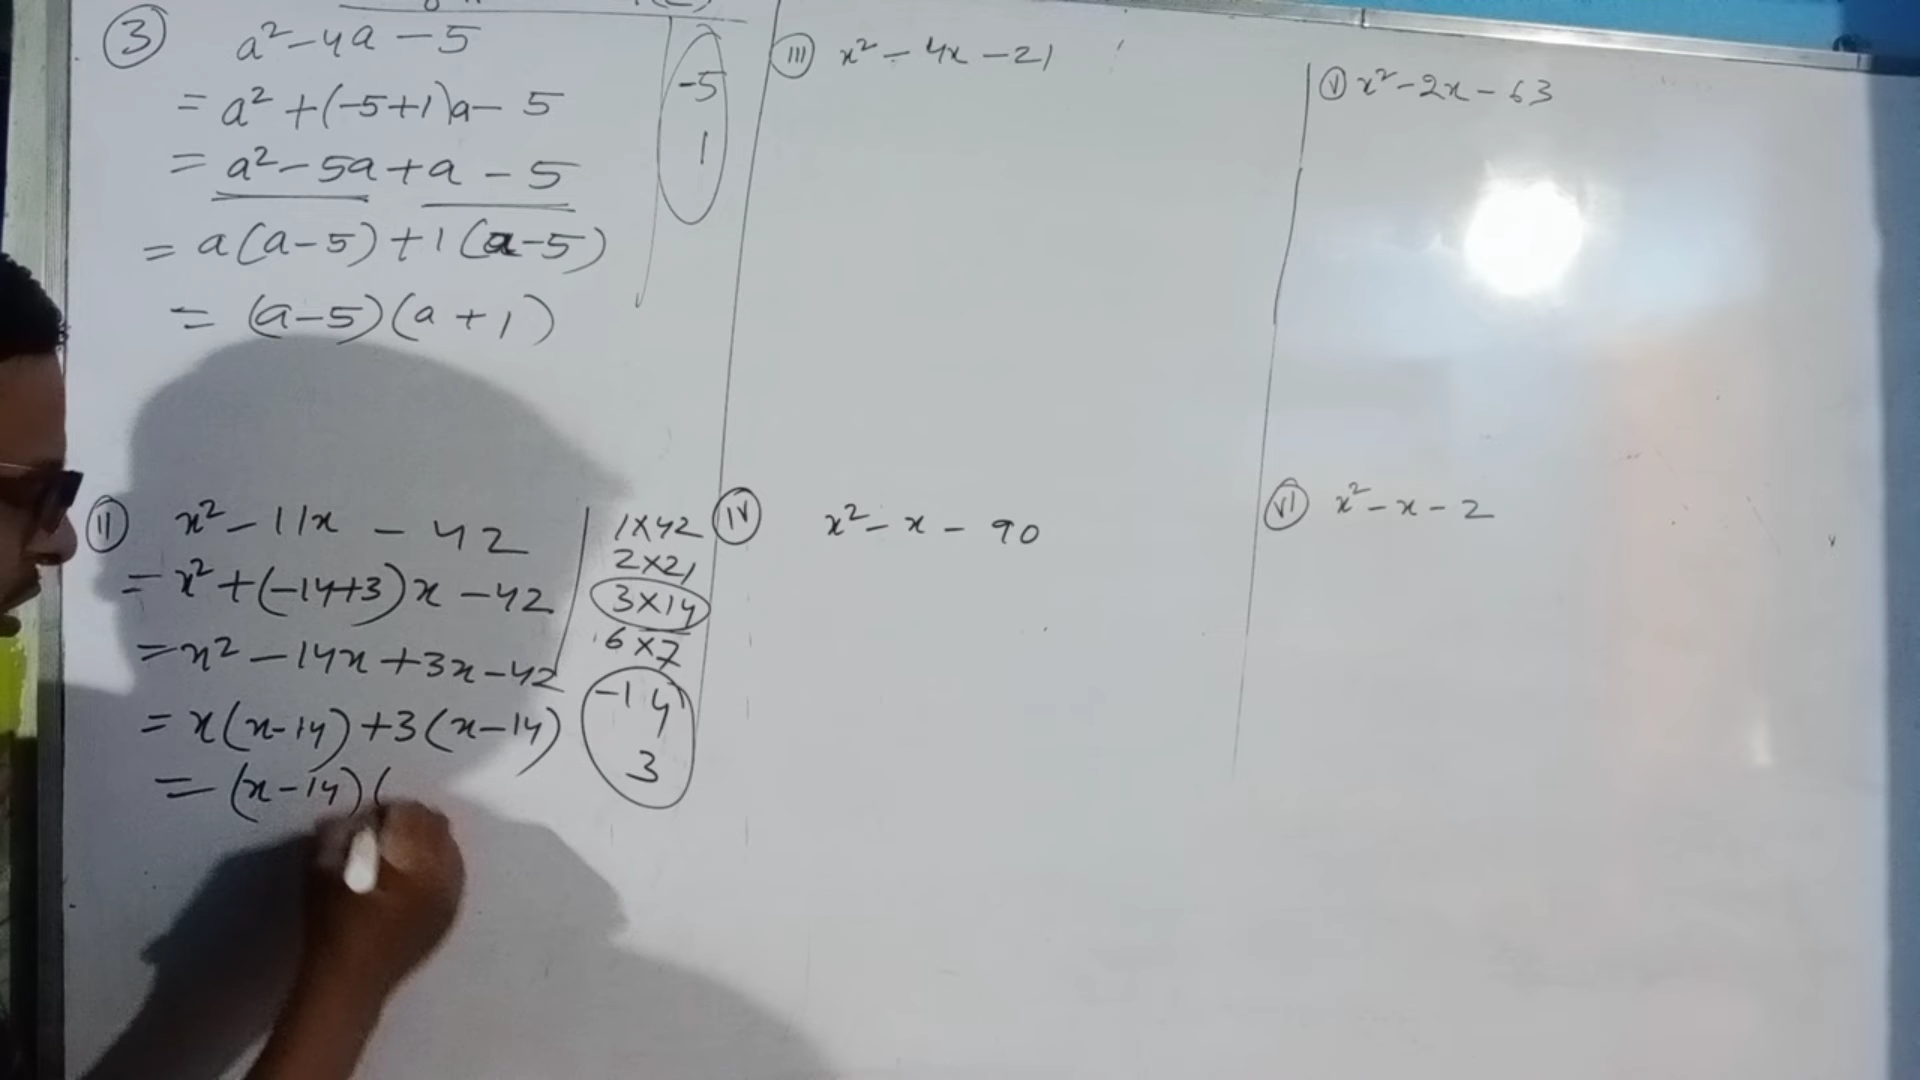 ③ a² - 4a - 5
= a² + (-5+1)a - 5
= a² - 5a + a - 5
= a(a-5) + 1(a-5)
= (a-5)(a+1)
-5
1
ⅱ x² - 11x - 42
= x² + (-14+3)x - 42
= x² - 14x + 3x - 42
= x(x-14) + 3(x-14)
= (x-14)(
1×42
2×21
3×14
6×7
-14
3
ⅲ x² - 4x - 21
ⅳ x² - x - 90
ⅴ x² - 2x - 63
ⅵ x² - x - 2